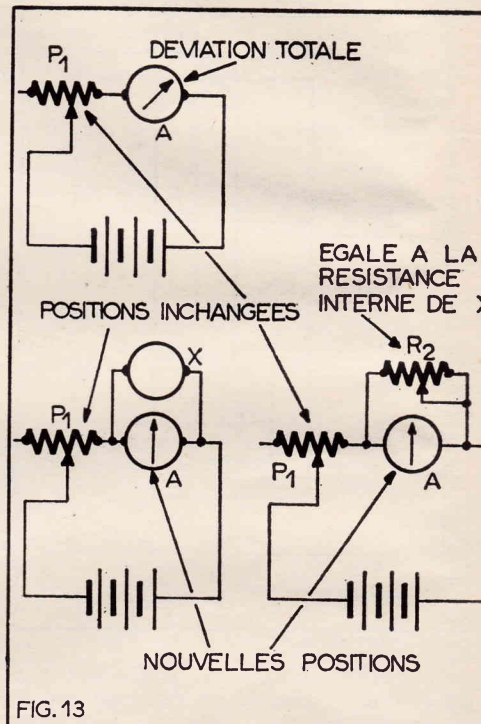 DEVIATION TOTALE
P1
A
EGALE A LA
RESISTANCE
INTERNE DE X
POSITIONS INCHANGEES
X
R2
P1
A
P1
A
NOUVELLES POSITIONS
FIG. 13